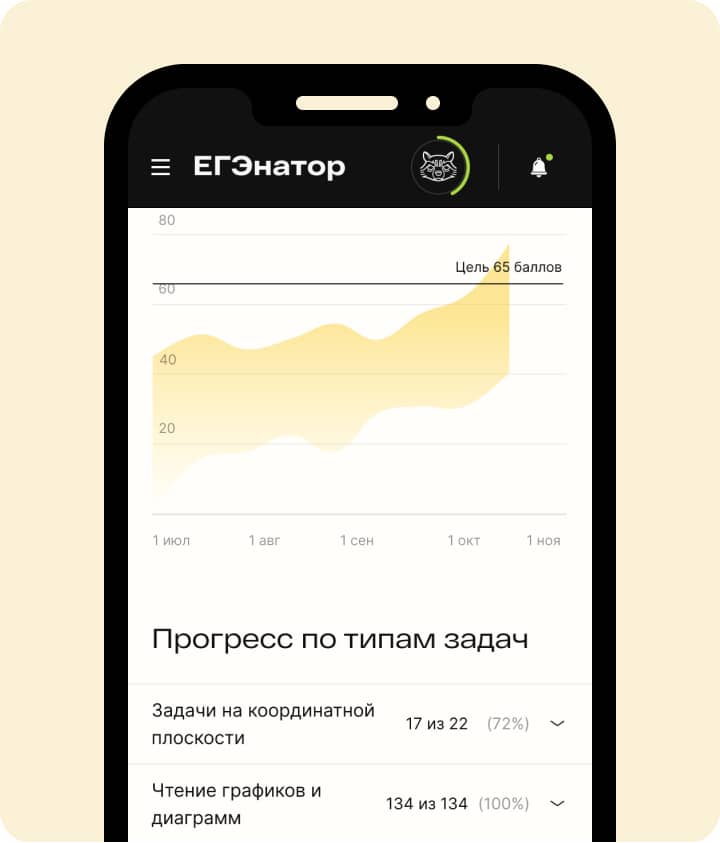 ЕГЭнатор
80
Цель 65 баллов
60
40
20
1 июл 1 авг 1 сен 1 окт 1 ноя
Прогресс по типам задач
Задачи на координатной
плоскости
17 из 22 (72%)
Чтение графиков и
диаграмм
134 из 134 (100%)